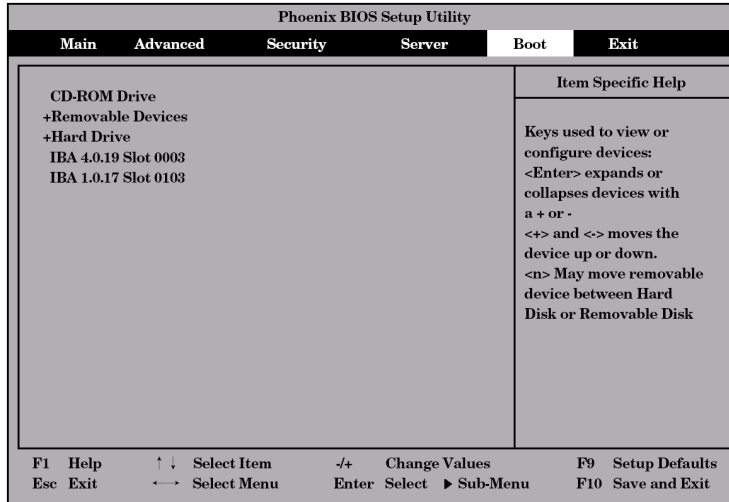 Phoenix BIOS Setup Utility
Main Advanced Security Server Boot Exit
CD-ROM Drive
+Removable Devices
+Hard Drive
IBA 4.0.19 Slot 0003
IBA 1.0.17 Slot 0103
Item Specific Help
Keys used to view or
configure devices:
<Enter> expands or
collapses devices with
a + or -
<+> and <-> moves the
device up or down.
<n> May move removable
device between Hard
Disk or Removable Disk
F1 Help ↑ ↓ Select Item -/+ Change Values F9 Setup Defaults
Esc Exit ←→ Select Menu Enter Select ▶ Sub-Menu F10 Save and Exit